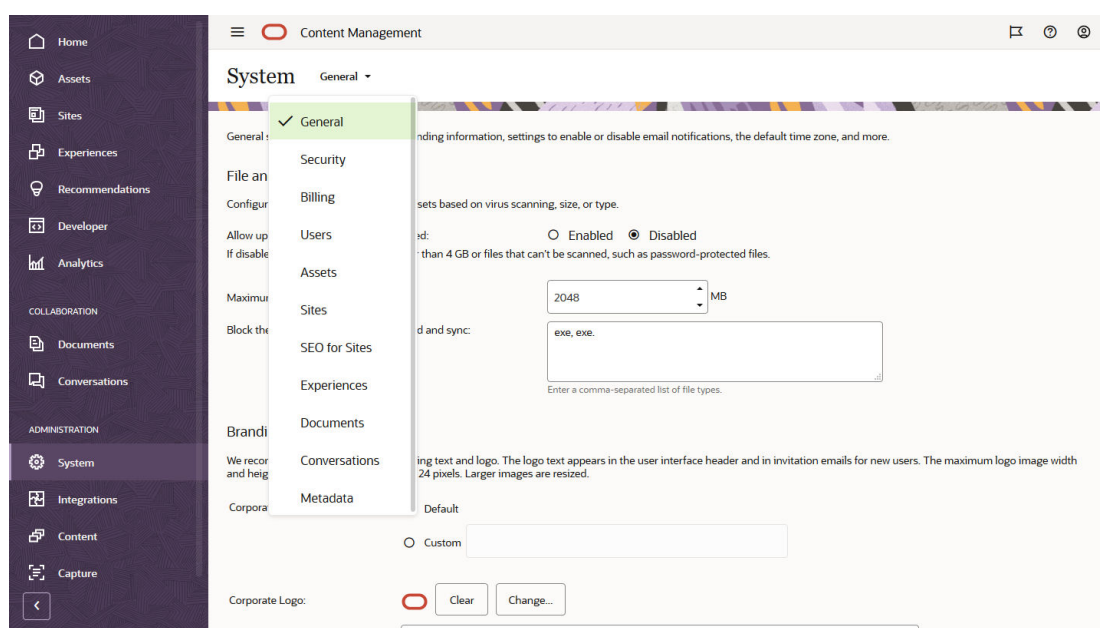 Home
Assets
Sites
Experiences
Recommendations
Developer
Analytics
COLLABORATION
Documents
Conversations
ADMINISTRATION
System
Integrations
Content
Capture
Content Management
System General
General
Security
Billing
Users
Assets
Sites
SEO for Sites
Experiences
Documents
Conversations
Metadata
General nding information, settings to enable or disable email notifications, the default time zone, and more.
File an
Configur sets based on virus scanning, size, or type.
Allow up ed: Enabled Disabled
If disable than 4 GB or files that can't be scanned, such as password-protected files.
Maximu 2048 MB
Block the d and sync: exe, exe.
Enter a comma-separated list of file types.
Brandi
We recor ing text and logo. The logo text appears in the user interface header and in invitation emails for new users. The maximum logo image width
and heig 24 pixels. Larger images are resized.
Corpora Default
Custom
Corporate Logo: Clear Change...